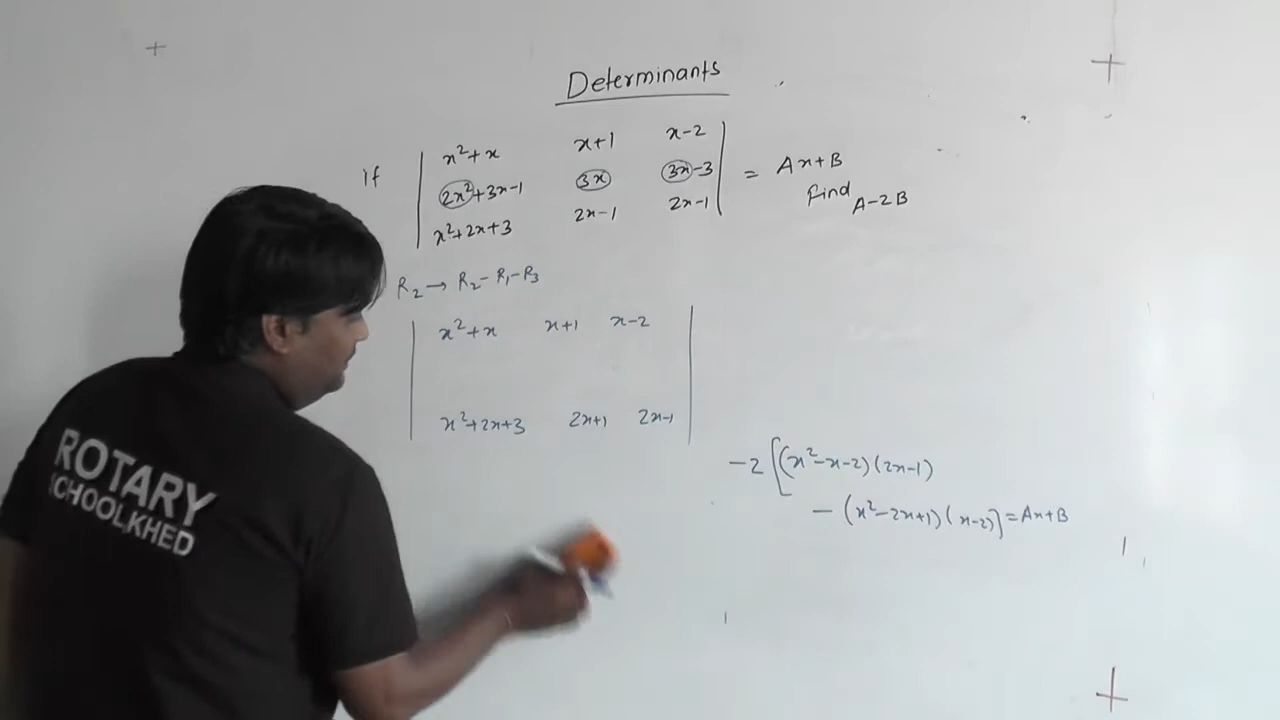 Determinants
If | x²+x x+1 x-2 |
| 2x²+3x-1 3x 3x-3 | = Ax+B
| x²+2x+3 2x-1 2x-1 | Find A-2B
R₂→ R₂-R₁-R₃
| x²+x x+1 x-2 |
| x²+2x+3 2x+1 2x-1 |
-2[(x²-x-2)(2x-1)
-(x²-2x+1)(x-2)]=Ax+B
ROTARY
SCHOOL,KHED